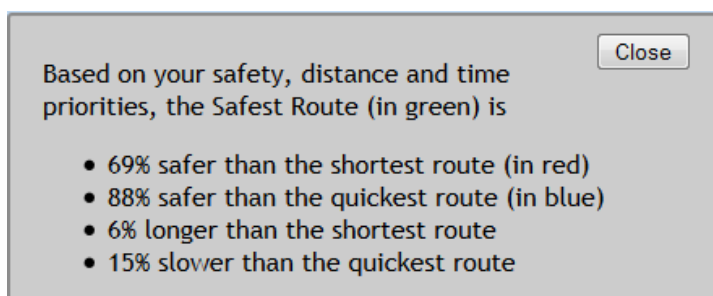 Close
Based on your safety, distance and time
priorities, the Safest Route (in green) is
• 69% safer than the shortest route (in red)
• 88% safer than the quickest route (in blue)
• 6% longer than the shortest route
• 15% slower than the quickest route